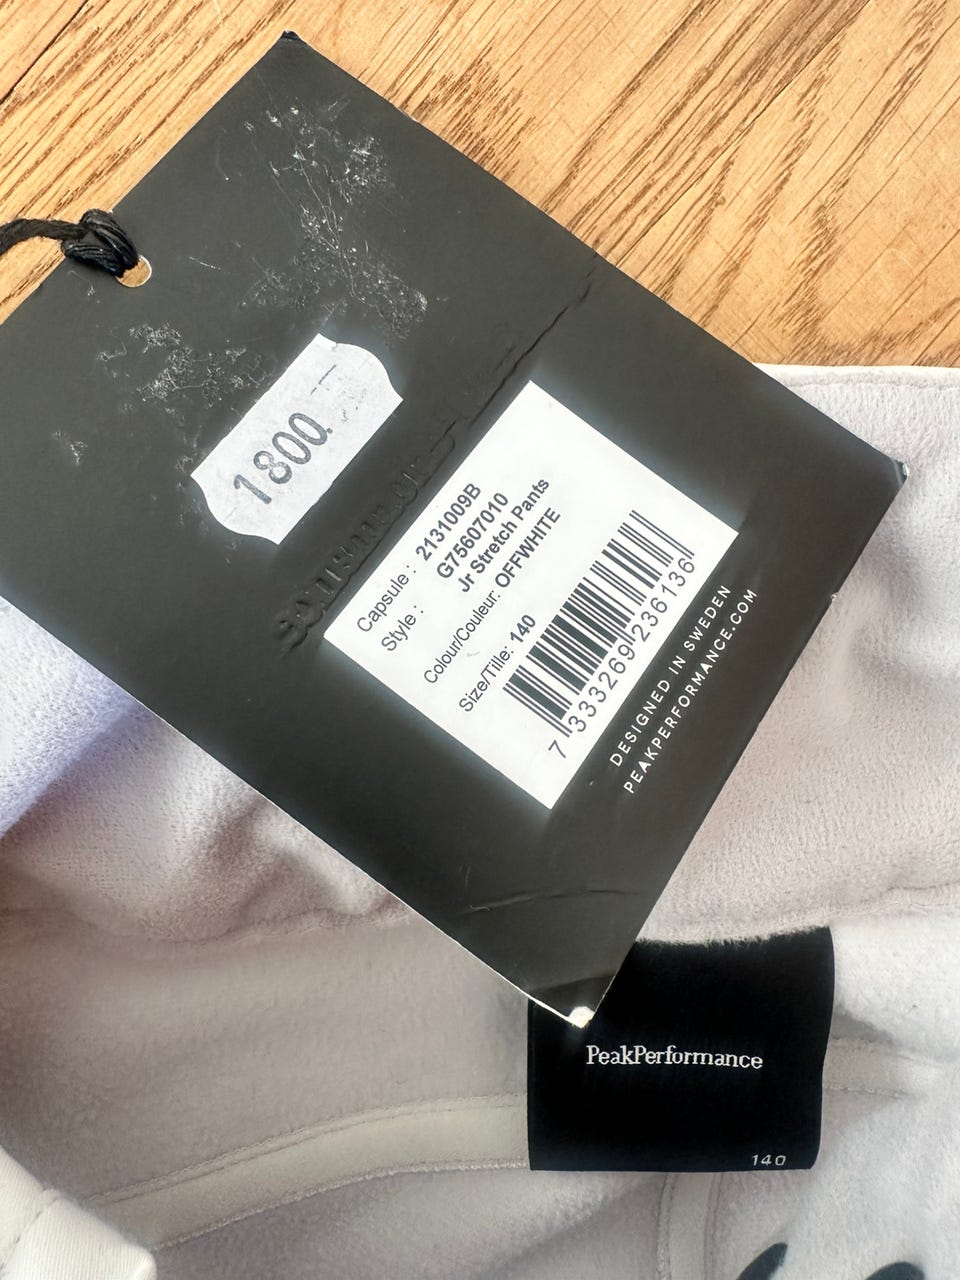 1800
Capsule: 2131009B
Style: G75607010
Jr Stretch Pants
Colour/Couleur: OFFWHITE
Size/Tille: 140
7 333269 236136
DESIGNED IN SWEDEN
PEAKPERFORMANCE.COM
PeakPerformance
140